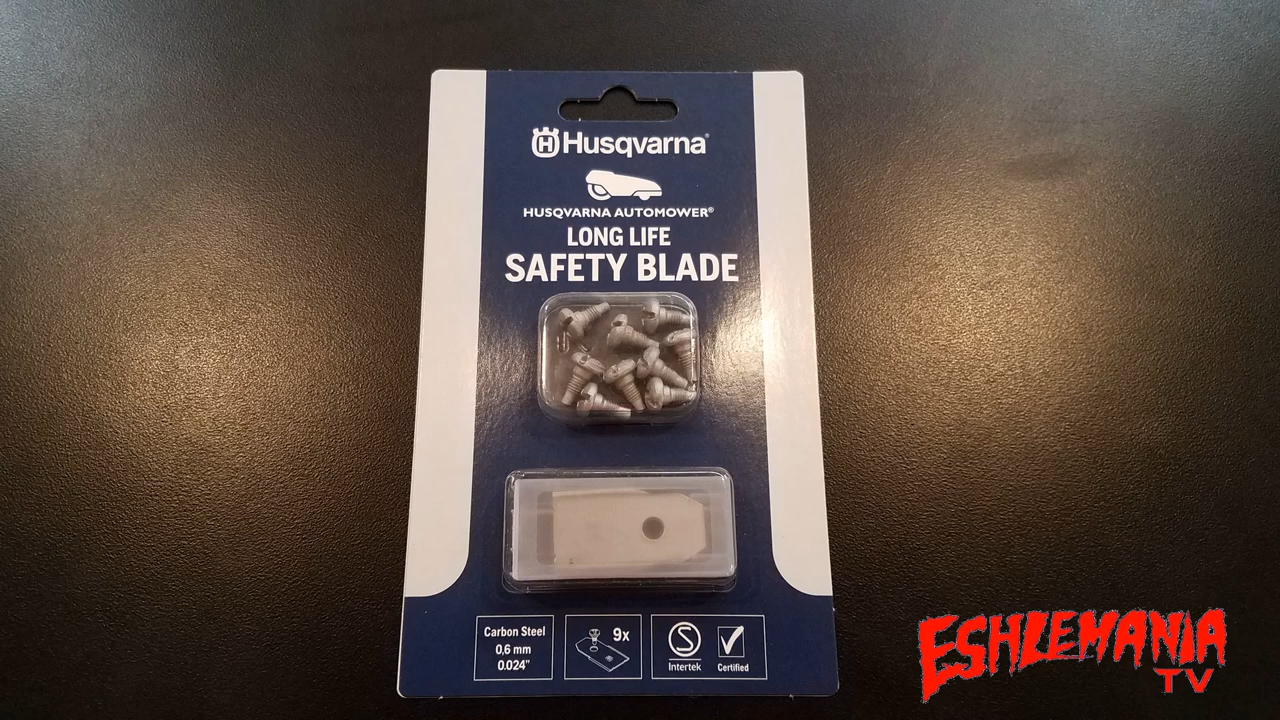 Husqvarna®
HUSQVARNA AUTOMOWER®
LONG LIFE
SAFETY BLADE
Carbon Steel
0,6 mm
0.024"
9x
Intertek
Certified
ESHLEMANIA
TV